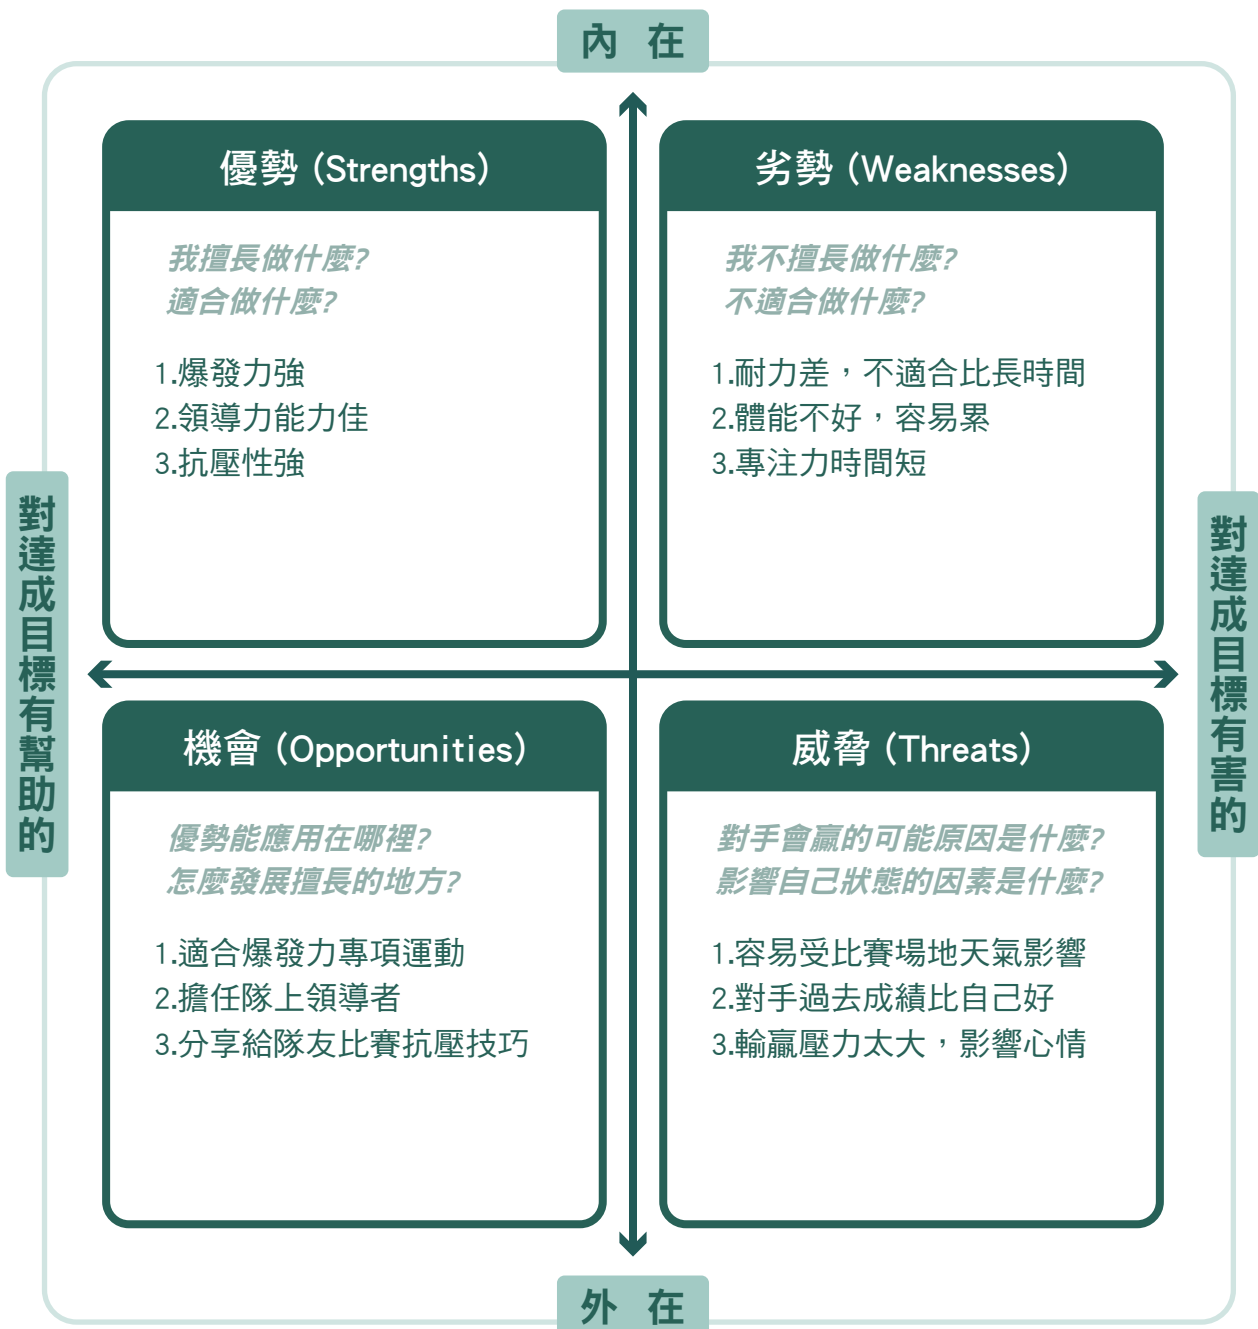 內 在
優勢 (Strengths)
我擅長做什麼?
適合做什麼?
1.爆發力強
2.領導力能力佳
3.抗壓性強
劣勢 (Weaknesses)
我不擅長做什麼?
不適合做什麼?
1.耐力差，不適合比長時間
2.體能不好，容易累
3.專注力時間短
對達成目標有幫助的
對達成目標有害的
機會 (Opportunities)
優勢能應用在哪裡?
怎麼發展擅長的地方?
1.適合爆發力專項運動
2.擔任隊上領導者
3.分享給隊友比賽抗壓技巧
威脅 (Threats)
對手會贏的可能原因是什麼?
影響自己狀態的因素是什麼?
1.容易受比賽場地天氣影響
2.對手過去成績比自己好
3.輸贏壓力太大，影響心情
外 在